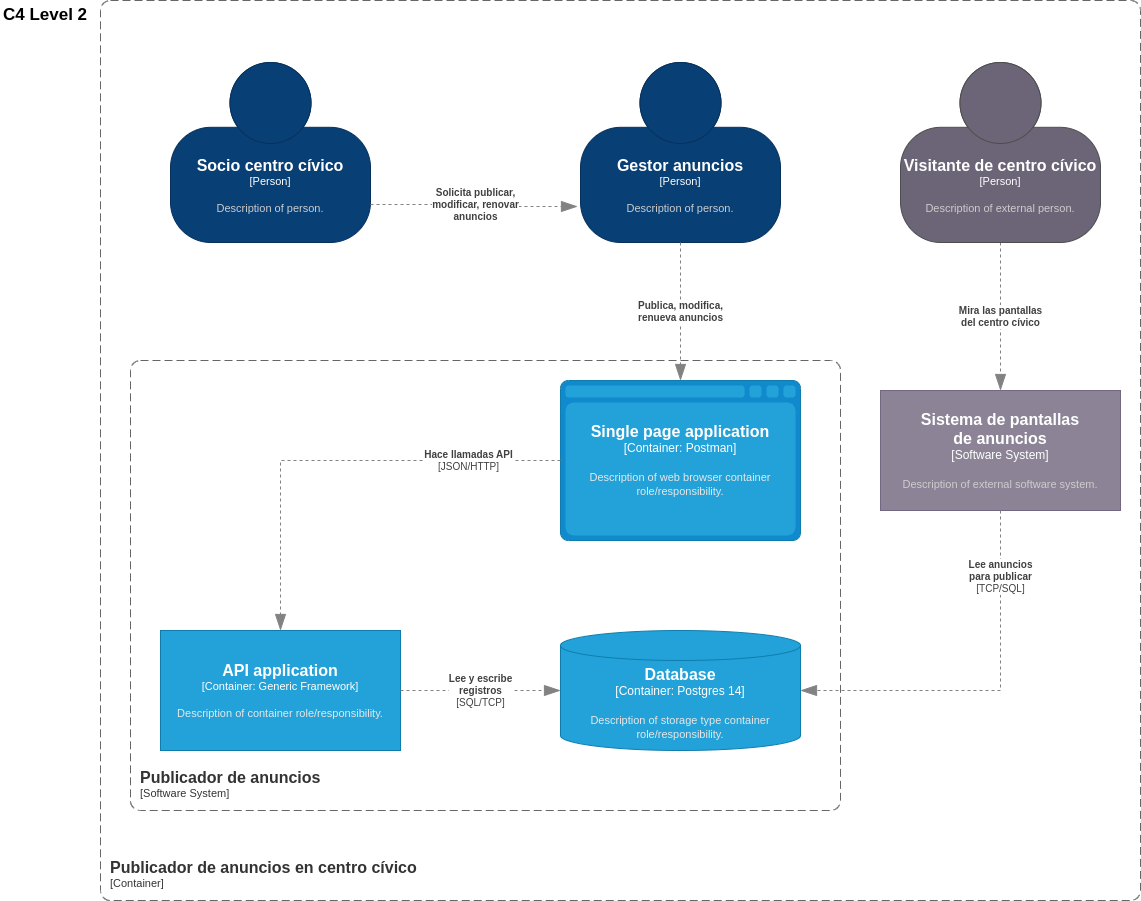 C4 Level 2
Socio centro cívico
[Person]
Description of person.
Solicita publicar,
modificar, renovar
anuncios
Gestor anuncios
[Person]
Description of person.
Visitante de centro cívico
[Person]
Description of external person.
Publica, modifica,
renueva anuncios
Mira las pantallas
del centro cívico
Single page application
[Container: Postman]
Description of web browser container
role/responsibility.
Sistema de pantallas
de anuncios
[Software System]
Description of external software system.
Hace llamadas API
[JSON/HTTP]
Lee anuncios
para publicar
[TCP/SQL]
API application
[Container: Generic Framework]
Description of container role/responsibility.
Lee y escribe
registros
[SQL/TCP]
Database
[Container: Postgres 14]
Description of storage type container
role/responsibility.
Publicador de anuncios
[Software System]
Publicador de anuncios en centro cívico
[Container]